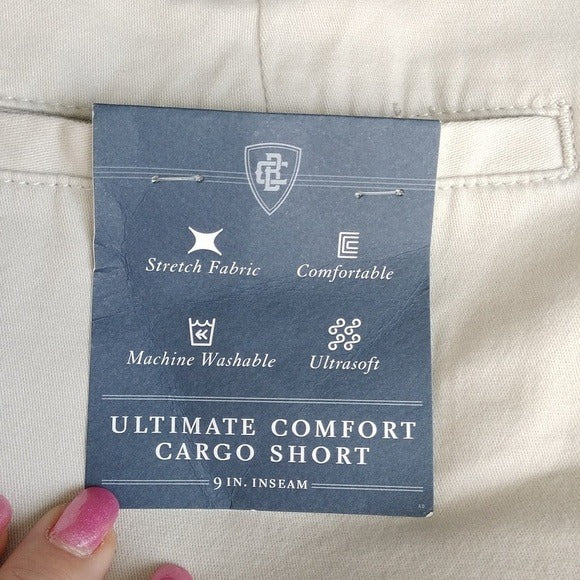 Stretch Fabric
Comfortable
Machine Washable
Ultrasoft
ULTIMATE COMFORT
CARGO SHORT
9 IN. INSEAM